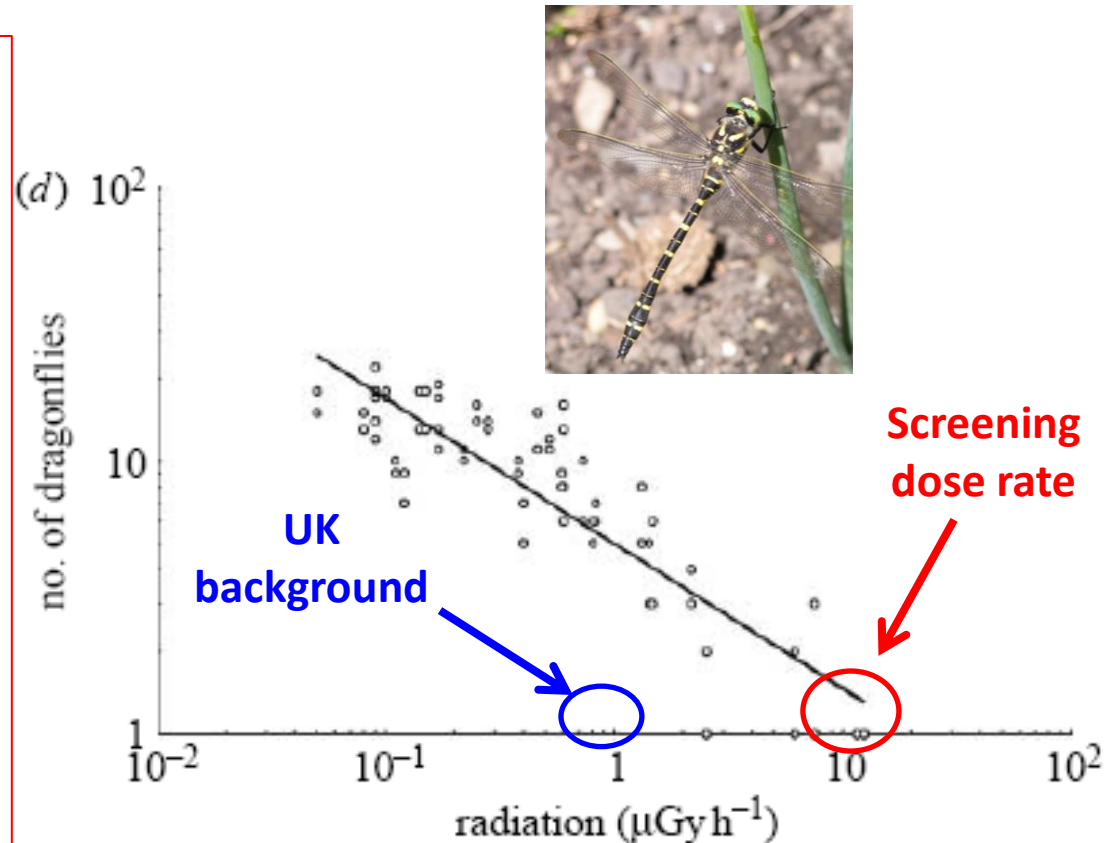 (d)
10²
10
1
no. of dragonflies
UK
background
Screening
dose rate
10⁻² 10⁻¹ 1 10 10²
radiation (µGy h⁻¹)